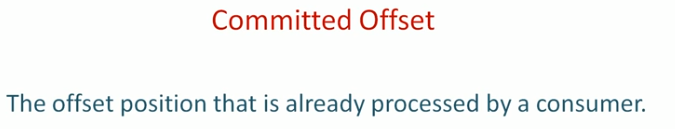 Committed Offset
The offset position that is already processed by a consumer.